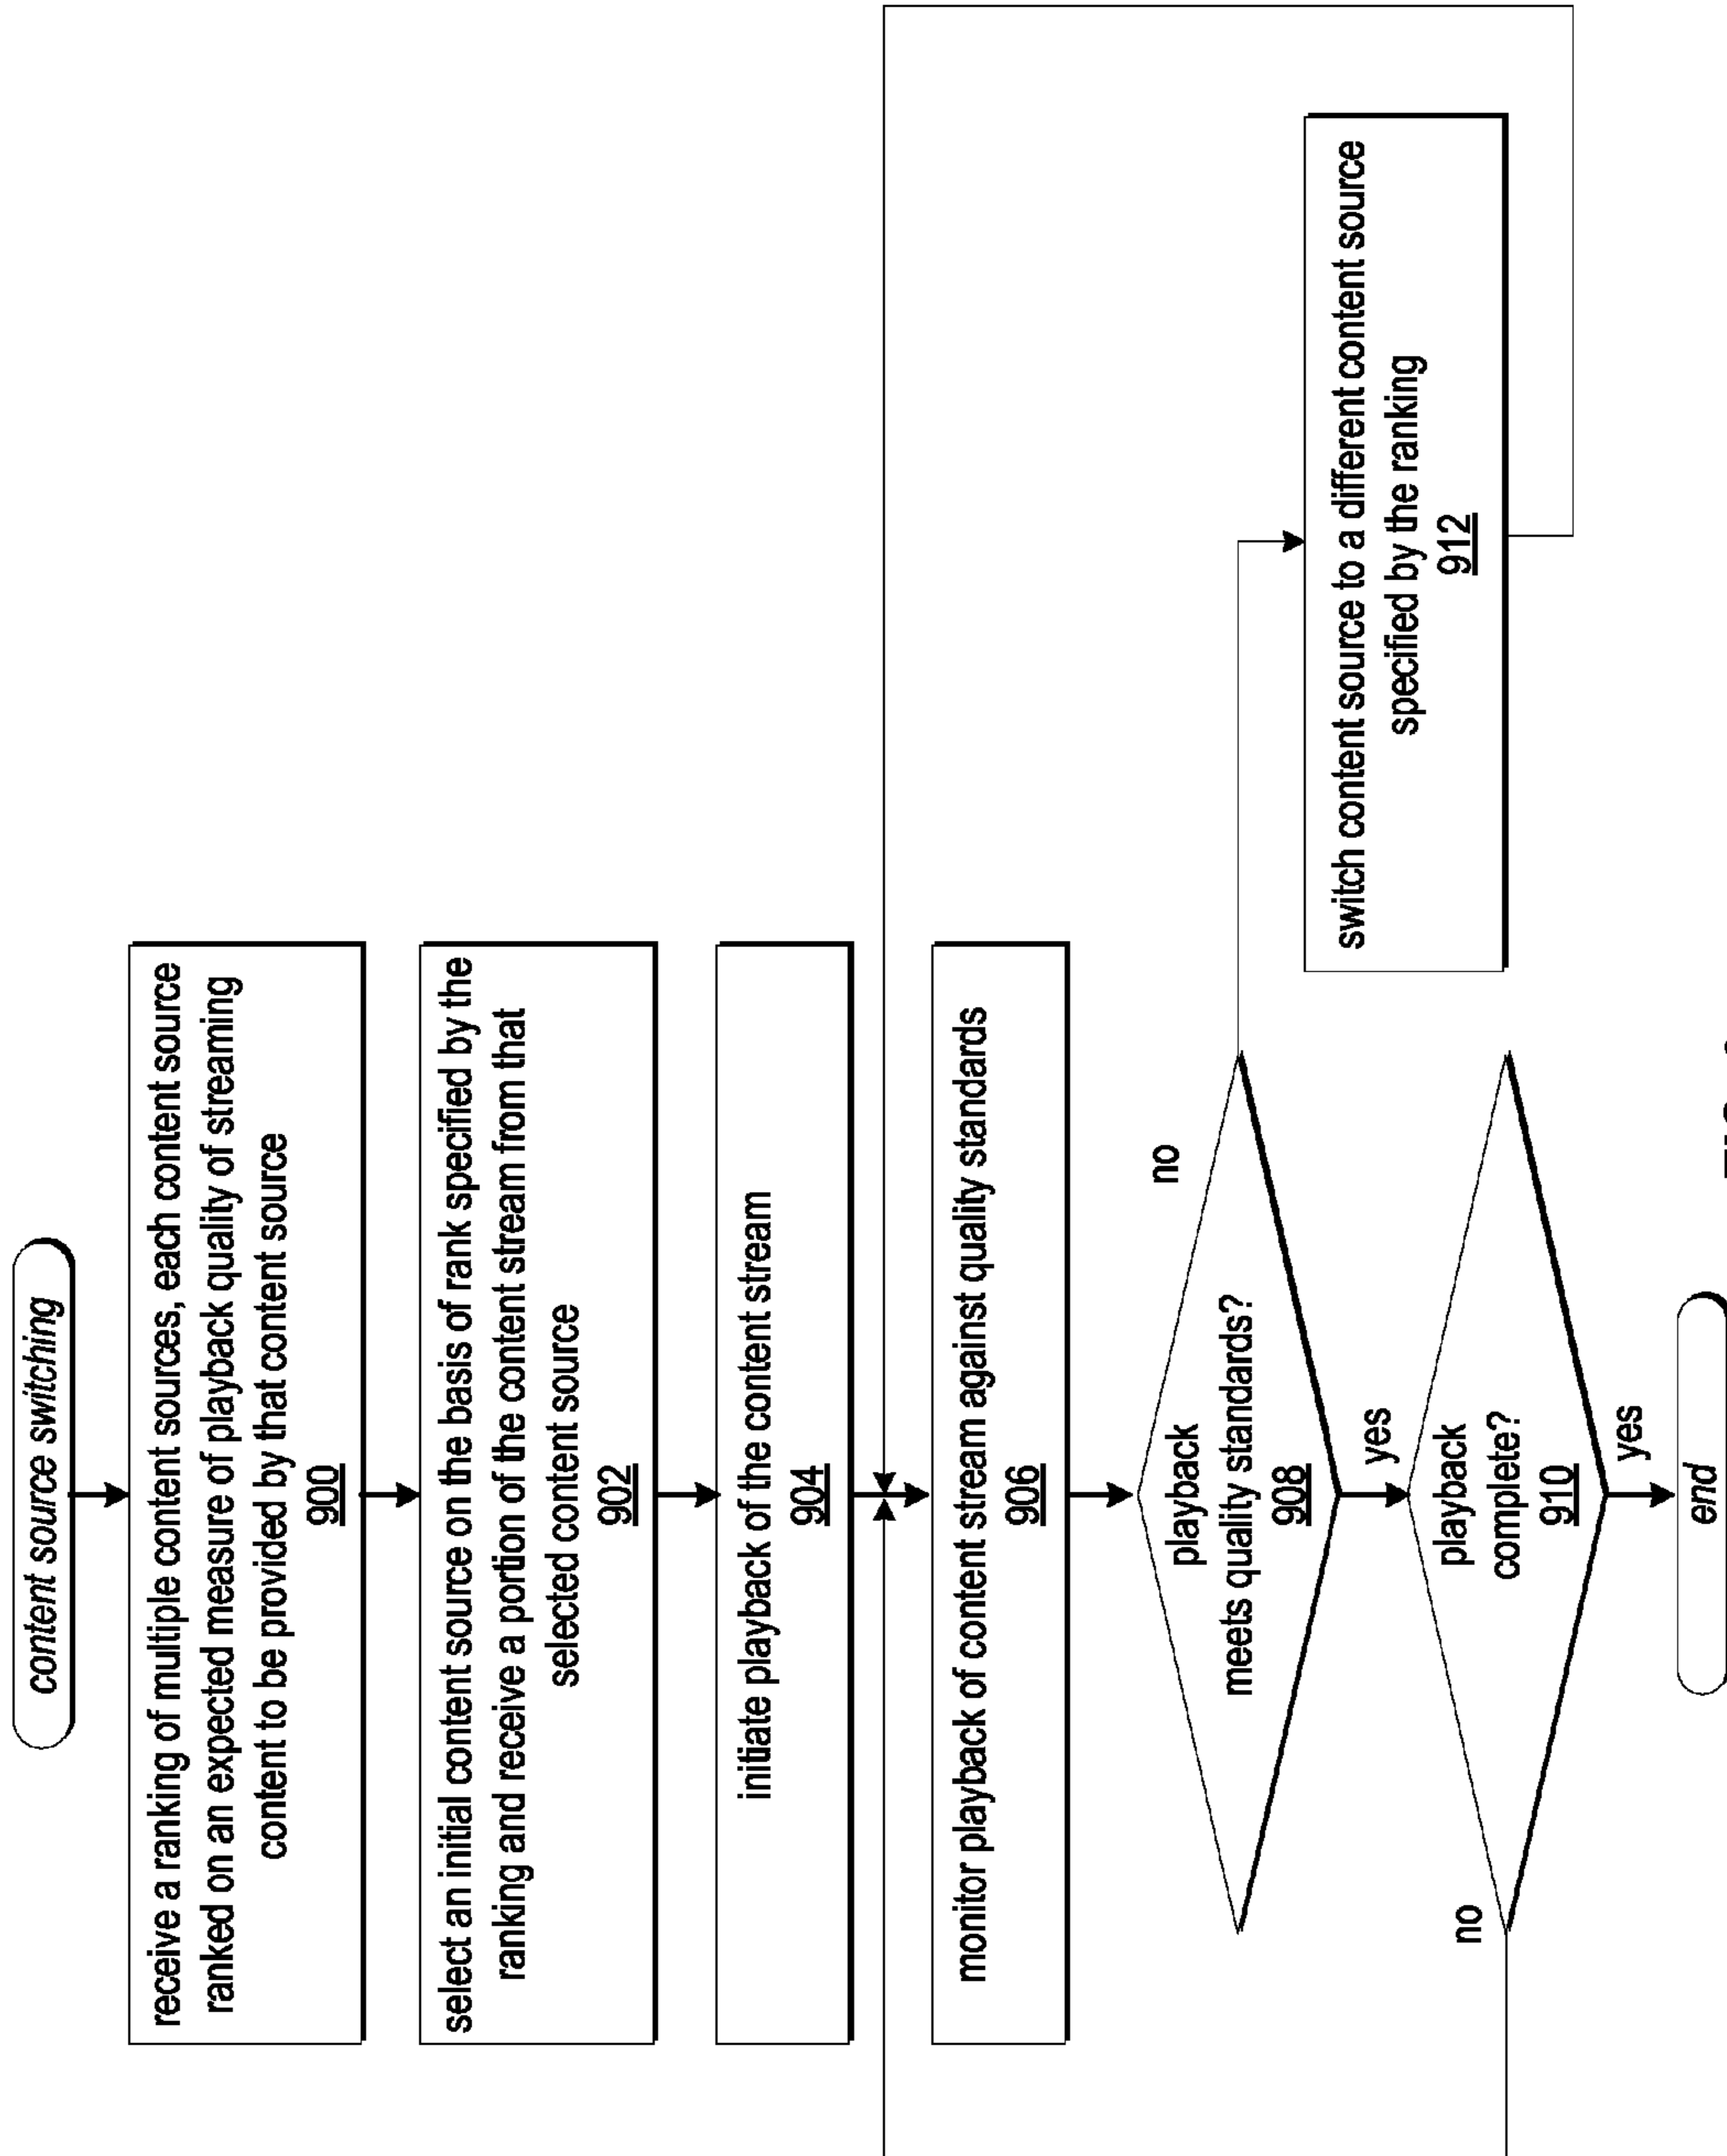 content source switching
receive a ranking of multiple content sources, each content source
ranked on an expected measure of playback quality of streaming
content to be provided by that content source
900
select an initial content source on the basis of rank specified by the
ranking and receive a portion of the content stream from that
selected content source
902
initiate playback of the content stream
904
monitor playback of content stream against quality standards
906
playback
meets quality standards?
908
no
yes
switch content source to a different content source
specified by the ranking
912
playback
complete?
910
no
yes
end